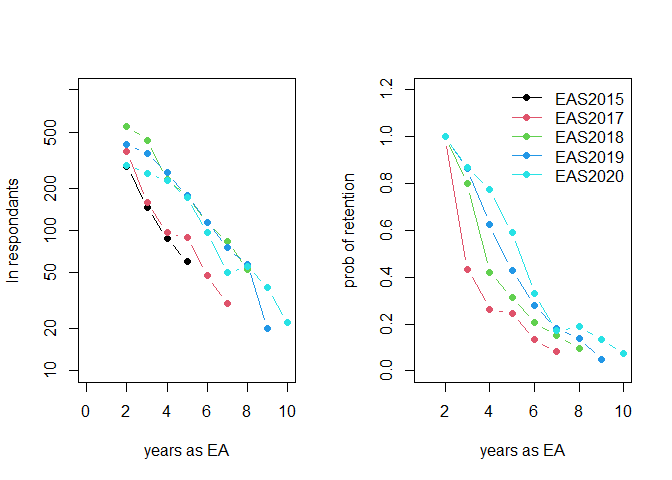 ln respondants
500
200
100
50
20
10
0
2
4
6
8
10
years as EA
prob of retention
1.2
1.0
0.8
0.6
0.4
0.2
0.0
2
4
6
8
10
years as EA
EAS2015
EAS2017
EAS2018
EAS2019
EAS2020